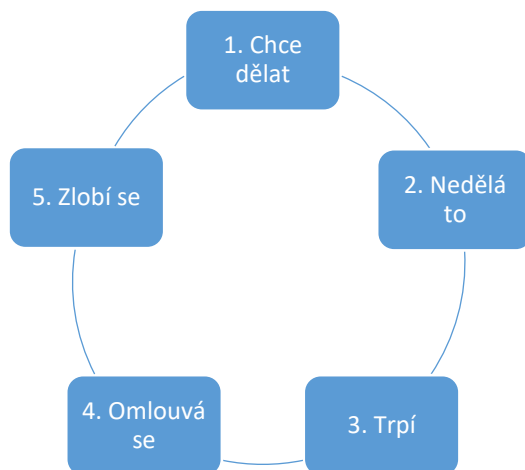 1. Chce
dělat
2. Nedělá
to
3. Trpí
4. Omlouvá
se
5. Zlobí se